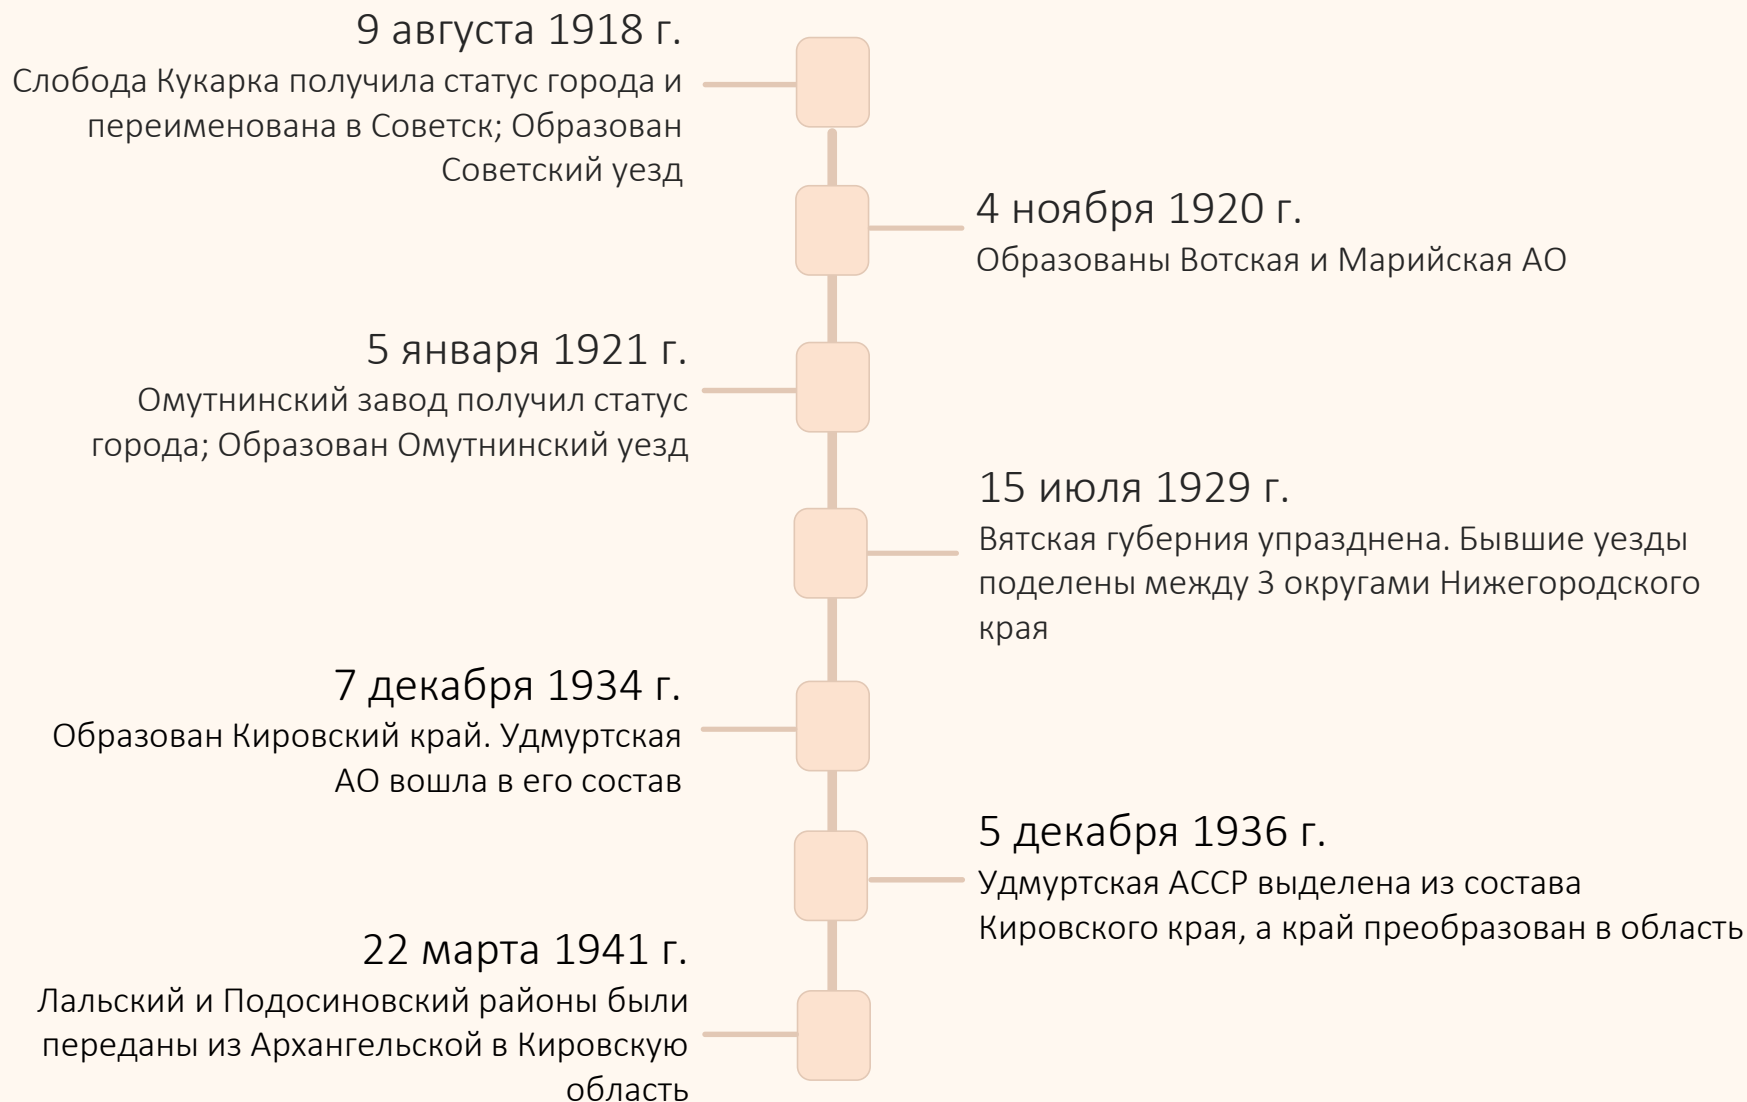 9 августа 1918 г.
Слобода Кукарка получила статус города и
переименована в Советск; Образован
Советский уезд
4 ноября 1920 г.
Образованы Вотская и Марийская АО
5 января 1921 г.
Омутнинский завод получил статус
города; Образован Омутнинский уезд
15 июля 1929 г.
Вятская губерния упразднена. Бывшие уезды
поделены между 3 округами Нижегородского
края
7 декабря 1934 г.
Образован Кировский край. Удмуртская
АО вошла в его состав
5 декабря 1936 г.
Удмуртская АССР выделена из состава
Кировского края, а край преобразован в область
22 марта 1941 г.
Лальский и Подосиновский районы были
переданы из Архангельской в Кировскую
область